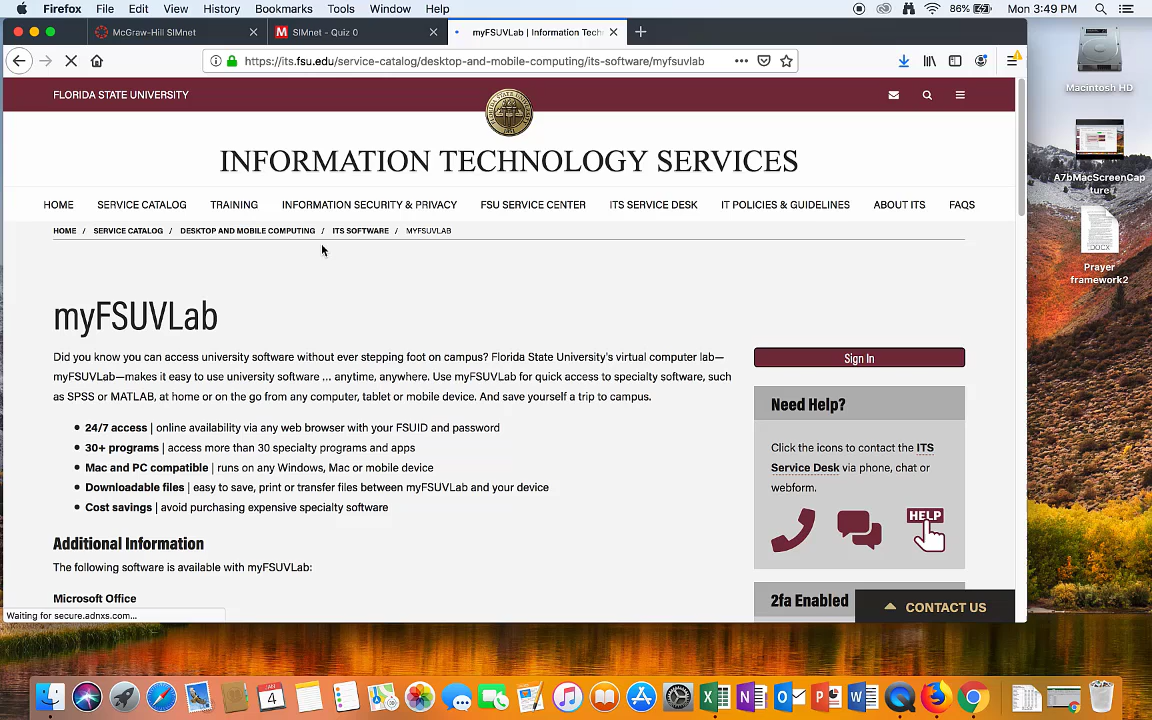 Firefox File Edit View History Bookmarks Tools Window Help 86% Mon 3:49 PM
McGraw-Hill SIMnet SIMnet - Quiz 0 myFSUVLab | Information Tech
https://its.fsu.edu/service-catalog/desktop-and-mobile-computing/its-software/myfsuvlab
FLORIDA STATE UNIVERSITY
INFORMATION TECHNOLOGY SERVICES
HOME SERVICE CATALOG TRAINING INFORMATION SECURITY & PRIVACY FSU SERVICE CENTER ITS SERVICE DESK IT POLICIES & GUIDELINES ABOUT ITS FAQS
HOME / SERVICE CATALOG / DESKTOP AND MOBILE COMPUTING / ITS SOFTWARE / MYFSUVLAB
myFSUVLab
Did you know you can access university software without ever stepping foot on campus? Florida State University's virtual computer lab—
myFSUVLab—makes it easy to use university software ... anytime, anywhere. Use myFSUVLab for quick access to specialty software, such
as SPSS or MATLAB, at home or on the go from any computer, tablet or mobile device. And save yourself a trip to campus.
• 24/7 access | online availability via any web browser with your FSUID and password
• 30+ programs | access more than 30 specialty programs and apps
• Mac and PC compatible | runs on any Windows, Mac or mobile device
• Downloadable files | easy to save, print or transfer files between myFSUVLab and your device
• Cost savings | avoid purchasing expensive specialty software
Additional Information
The following software is available with myFSUVLab:
Microsoft Office
Sign In
Need Help?
Click the icons to contact the ITS
Service Desk via phone, chat or
webform.
HELP
2fa Enabled
CONTACT US
Waiting for secure.adnxs.com...
Macintosh HD
A7bMacScreenCap
ture
DOCX
Prayer
framework2
4